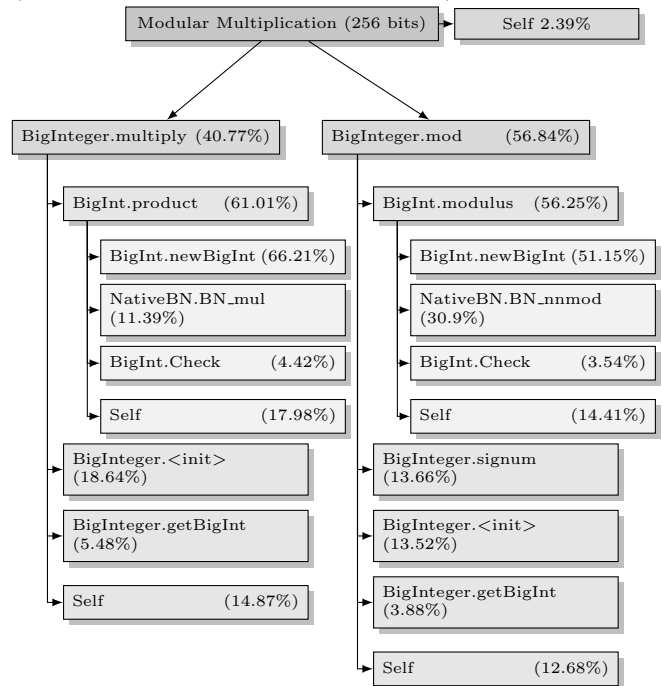 Modular Multiplication (256 bits)
Self 2.39%
BigInteger.multiply (40.77%)
BigInt.product (61.01%)
BigInt.newBigInt (66.21%)
NativeBN.BN_mul
(11.39%)
BigInt.Check (4.42%)
Self (17.98%)
BigInteger.<init>
(18.64%)
BigInteger.getBigInt
(5.48%)
Self (14.87%)
BigInteger.mod (56.84%)
BigInt.modulus (56.25%)
BigInt.newBigInt (51.15%)
NativeBN.BN_nnmod
(30.9%)
BigInt.Check (3.54%)
Self (14.41%)
BigInteger.signum
(13.66%)
BigInteger.<init>
(13.52%)
BigInteger.getBigInt
(3.88%)
Self (12.68%)